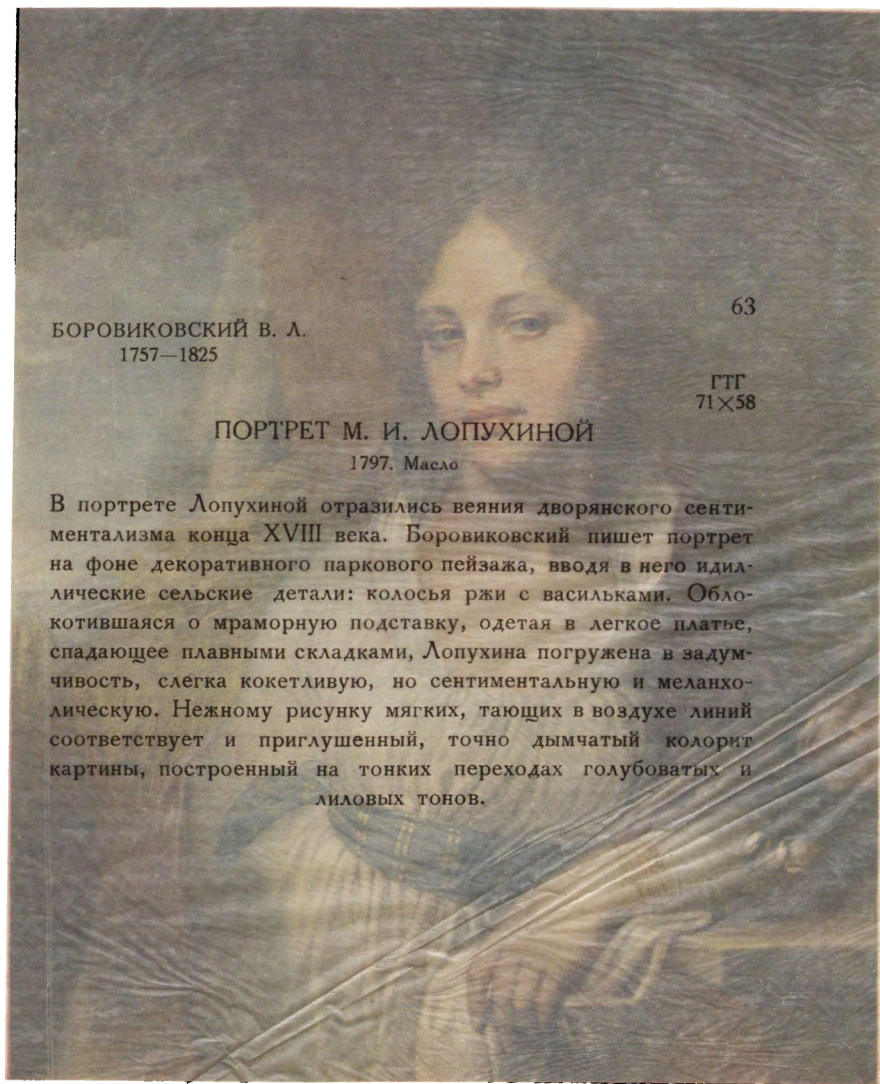 63
БОРОВИКОВСКИЙ В. Л.
1757—1825
ГТГ
71×58
ПОРТРЕТ М. И. ЛОПУХИНОЙ
1797. Масло
В портрете Лопухиной отразились веяния дворянского сенти-
ментализма конца XVIII века. Боровиковский пишет портрет
на фоне декоративного паркового пейзажа, вводя в него идил-
лические сельские детали: колосья ржи с васильками. Обло-
котившаяся о мраморную подставку, одетая в легкое платье,
спадающее плавными складками, Лопухина погружена в задум-
чивость, слегка кокетливую, но сентиментальную и меланхо-
лическую. Нежному рисунку мягких, тающих в воздухе линий
соответствует и приглушенный, точно дымчатый колорит
картины, построенный на тонких переходах голубоватых и
лиловых тонов.